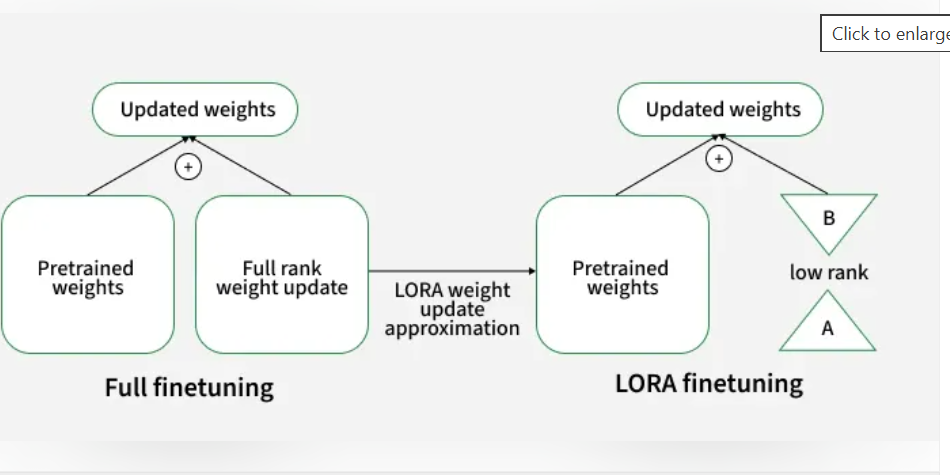 Click to enlarge
Updated weights
+
Pretrained
weights
Full rank
weight update
Full finetuning
LORA weight
update
approximation
Updated weights
+
Pretrained
weights
B
low rank
A
LORA finetuning